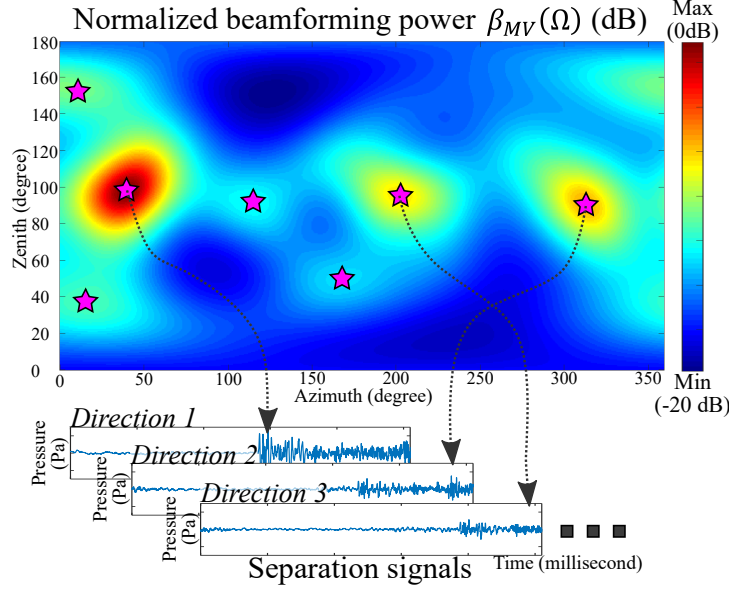 Normalized beamforming power β_MV(Ω) (dB)
Max
(0dB)
180
160
140
120
100
80
60
40
20
0
Zenith (degree)
0
50
100
150
200
250
300
350
Azimuth (degree)
Min
(-20 dB)
Direction 1
Pressure
(Pa)
Direction 2
Pressure
(Pa)
Direction 3
Pressure
(Pa)
Time (millisecond)
Separation signals